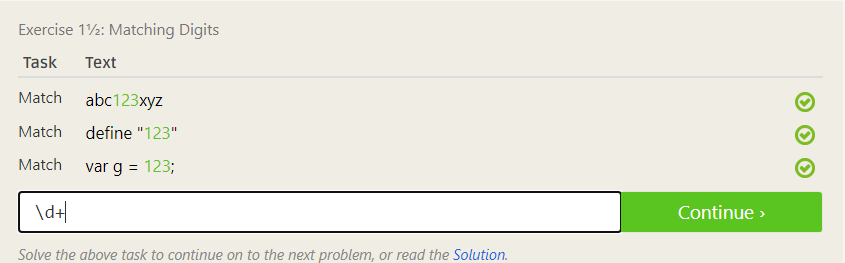 Exercise 1½: Matching Digits
Task Text
Match abc123xyz
Match define "123"
Match var g = 123;
\d+ Continue ›
Solve the above task to continue on to the next problem, or read the Solution.